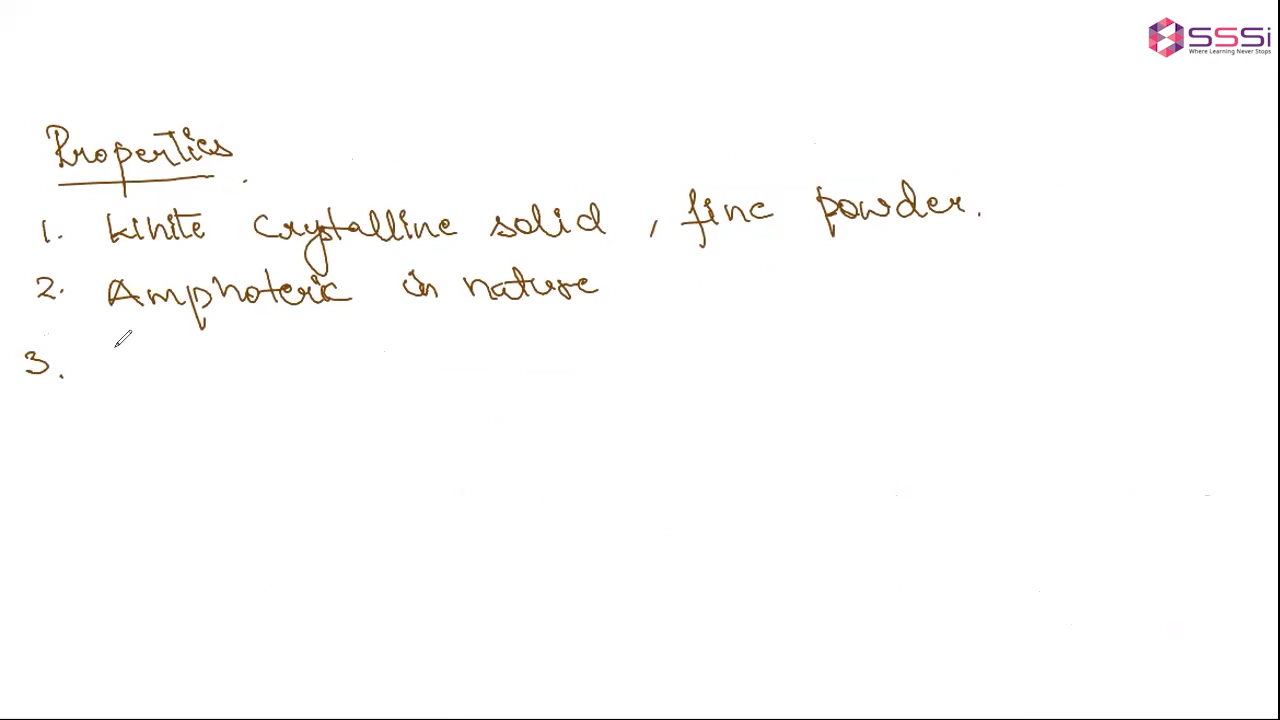 SSSi
Where Learning Never Stops
Properties.
1. White Crystalline solid, fine powder.
2. Amphoteric in nature
3.